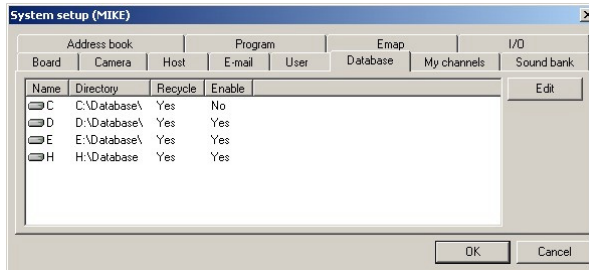 System setup (MIKE)
Address book Program Emap I/O
Board Camera Host E-mail User Database My channels Sound bank
Name Directory Recycle Enable Edit
C C:\Database\ Yes No
D D:\Database\ Yes Yes
E E:\Database\ Yes Yes
H H:\Database Yes Yes
OK Cancel